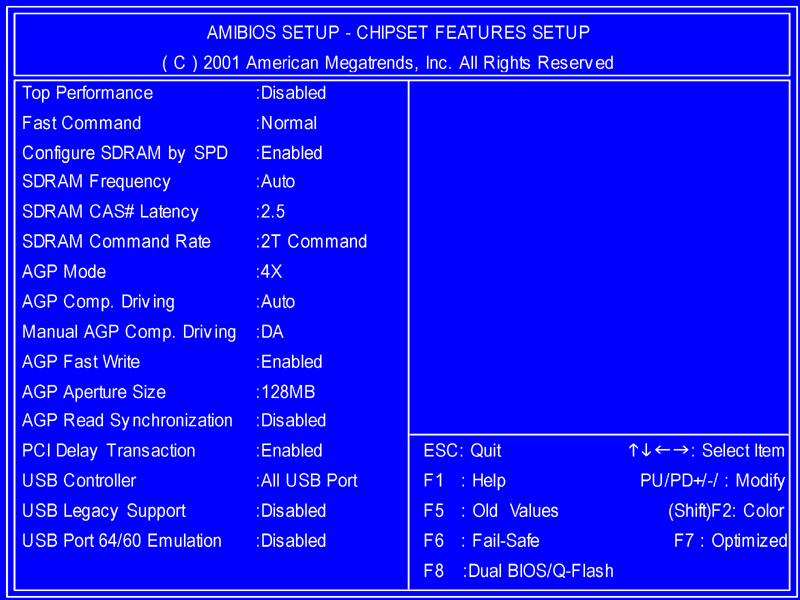 AMIBIOS SETUP - CHIPSET FEATURES SETUP
( C ) 2001 American Megatrends, Inc. All Rights Reserved
Top Performance :Disabled
Fast Command :Normal
Configure SDRAM by SPD :Enabled
SDRAM Frequency :Auto
SDRAM CAS# Latency :2.5
SDRAM Command Rate :2T Command
AGP Mode :4X
AGP Comp. Driving :Auto
Manual AGP Comp. Driving :DA
AGP Fast Write :Enabled
AGP Aperture Size :128MB
AGP Read Synchronization :Disabled
PCI Delay Transaction :Enabled
USB Controller :All USB Port
USB Legacy Support :Disabled
USB Port 64/60 Emulation :Disabled
ESC: Quit ↑↓←→: Select Item
F1 : Help PU/PD+/-/ : Modify
F5 : Old Values (Shift)F2: Color
F6 : Fail-Safe F7 : Optimized
F8 :Dual BIOS/Q-Flash